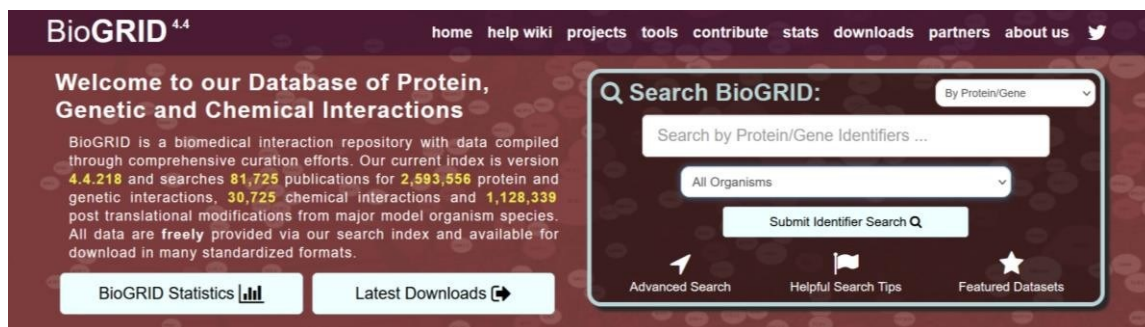 BioGRID 4.4
home help wiki projects tools contribute stats downloads partners about us
Welcome to our Database of Protein,
Genetic and Chemical Interactions
BioGRID is a biomedical interaction repository with data compiled
through comprehensive curation efforts. Our current index is version
4.4.218 and searches 81,725 publications for 2,593,556 protein and
genetic interactions, 30,725 chemical interactions and 1,128,339
post translational modifications from major model organism species.
All data are freely provided via our search index and available for
download in many standardized formats.
BioGRID Statistics
Latest Downloads
Search BioGRID:
By Protein/Gene
Search by Protein/Gene Identifiers ...
All Organisms
Submit Identifier Search
Advanced Search
Helpful Search Tips
Featured Datasets